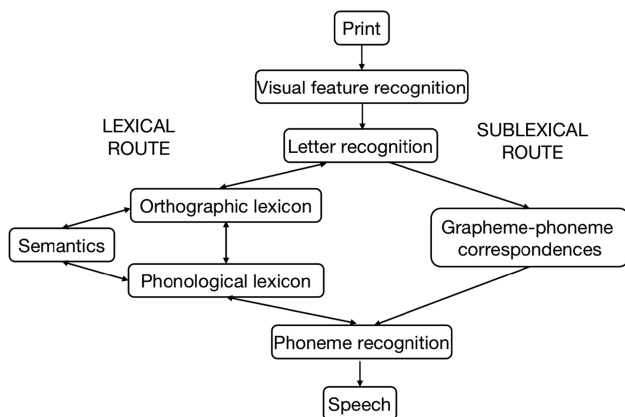 Print
Visual feature recognition
LEXICAL
ROUTE
SUBLEXICAL
ROUTE
Letter recognition
Orthographic lexicon
Semantics
Grapheme-phoneme
correspondences
Phonological lexicon
Phoneme recognition
Speech